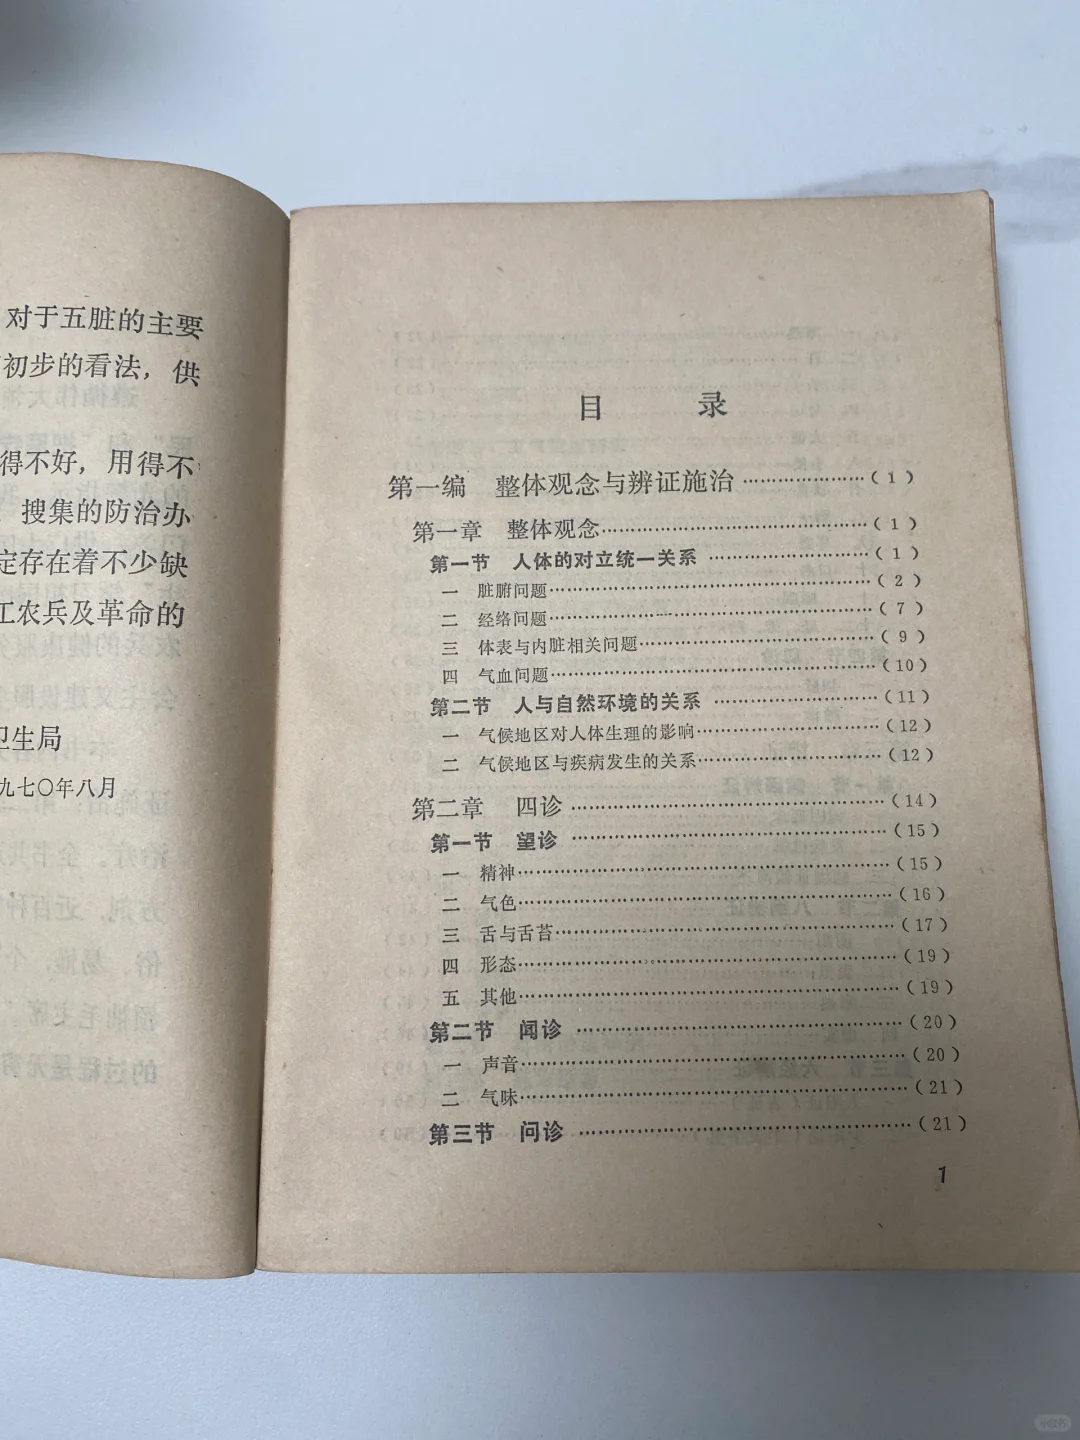 对于五脏的主要
初步的看法，供
得不好，用得不
搜集的防治办
定存在着不少缺
工农兵及革命的
卫生局
九七〇年八月
目 录
第一编 整体观念与辨证施治…………………（1）
第一章 整体观念…………………………………（1）
第一节 人体的对立统一关系…………………（1）
一 脏腑问题…………………………………………（2）
二 经络问题…………………………………………（7）
三 体表与内脏相关问题……………………………（9）
四 气血问题…………………………………………（10）
第二节 人与自然环境的关系…………………（11）
一 气候地区对人体生理的影响……………………（12）
二 气候地区与疾病发生的关系……………………（12）
第二章 四诊………………………………………（14）
第一节 望诊………………………………………（15）
一 精神………………………………………………（15）
二 气色………………………………………………（16）
三 舌与舌苔…………………………………………（17）
四 形态………………………………………………（19）
五 其他………………………………………………（19）
第二节 闻诊………………………………………（20）
一 声音………………………………………………（20）
二 气味………………………………………………（21）
第三节 问诊………………………………………（21）
1
小红书